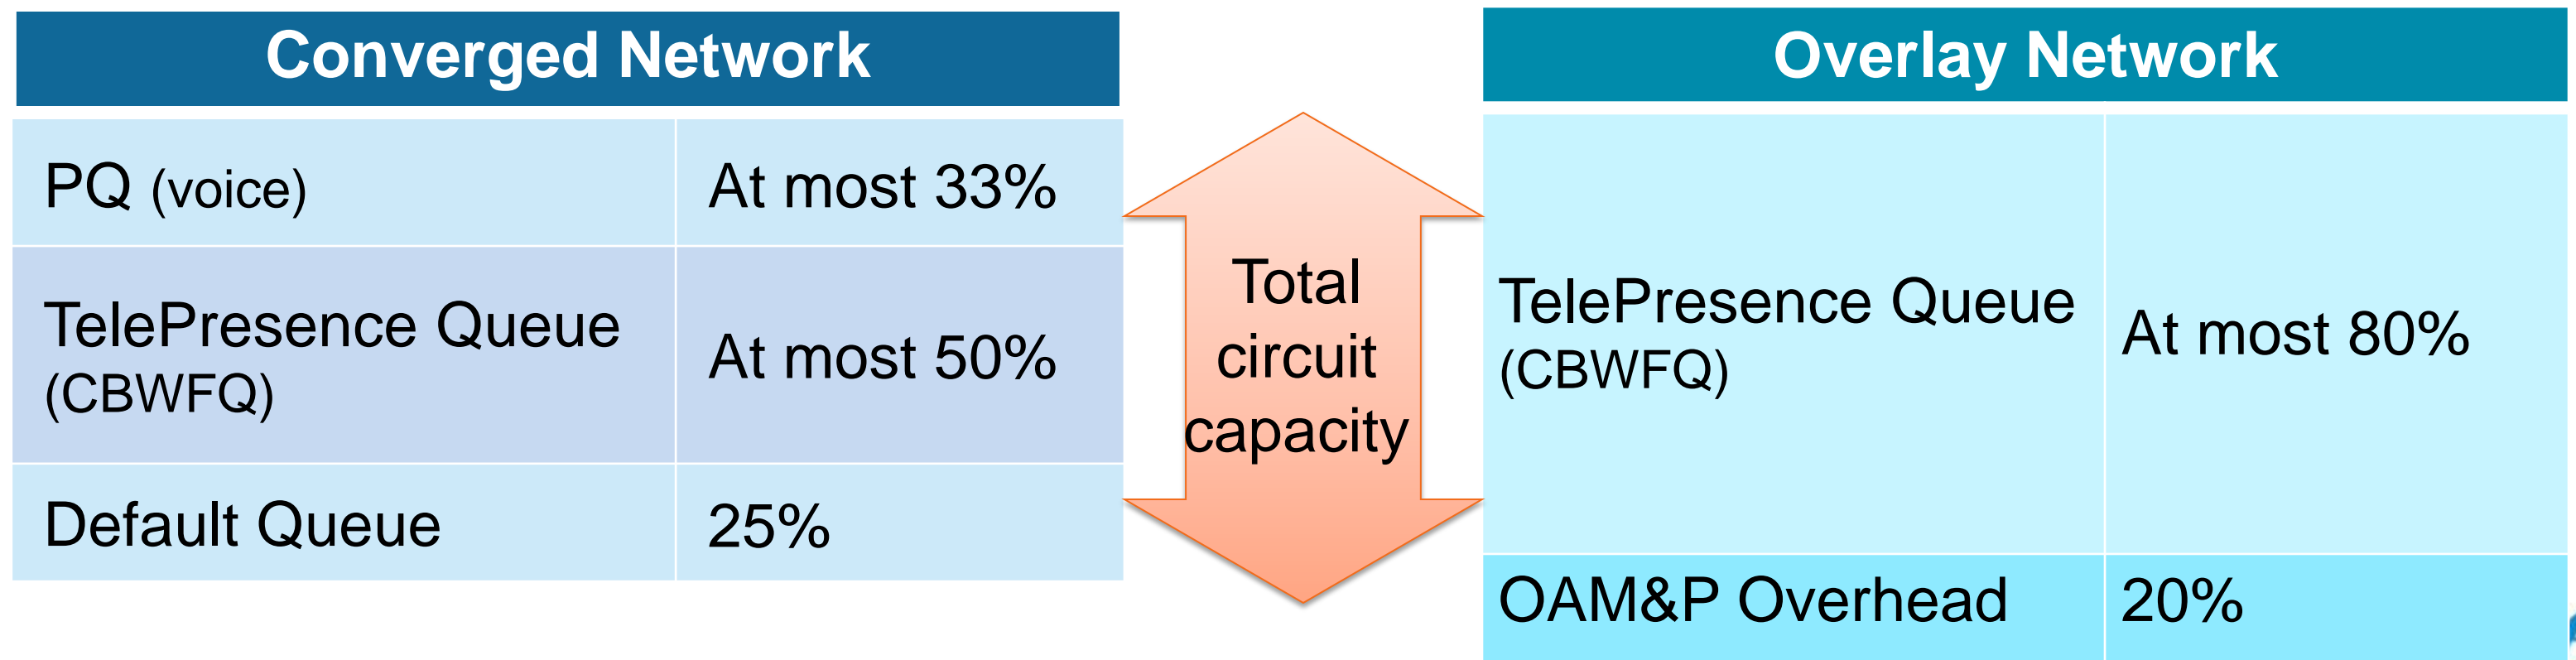 Converged Network
PQ (voice)
At most 33%
TelePresence Queue
(CBWFQ)
At most 50%
Default Queue
25%
Total
circuit
capacity
Overlay Network
TelePresence Queue
(CBWFQ)
At most 80%
OAM&P Overhead
20%